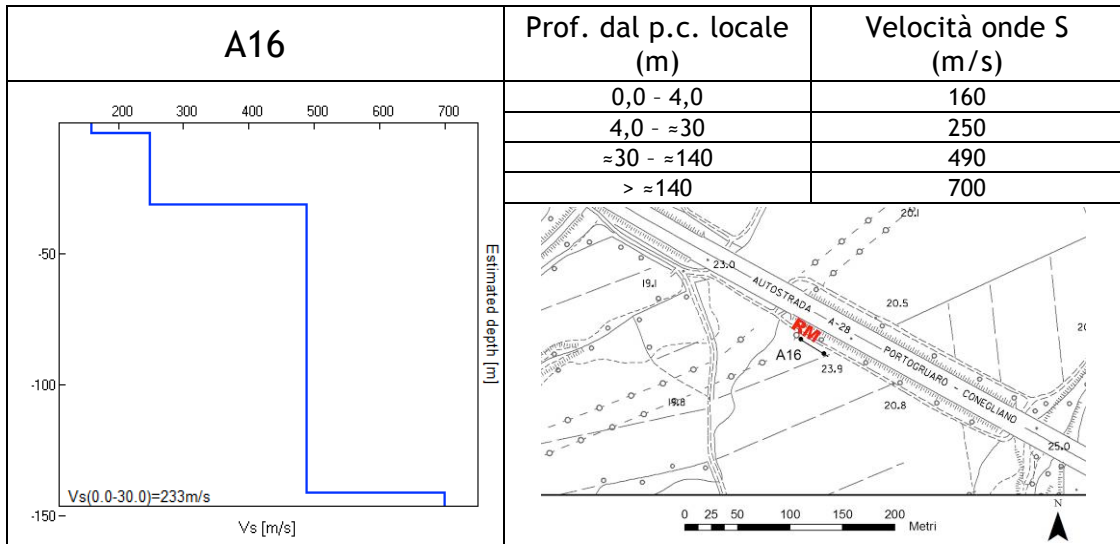 A16
Prof. dal p.c. locale
(m)
Velocità onde S
(m/s)
0,0 - 4,0 160
4,0 - ≈30 250
≈30 - ≈140 490
> ≈140 700
200 300 400 500 600 700
-50
-100
-150
Estimated depth [m]
Vs(0.0-30.0)=233m/s
Vs [m/s]
20.1
23.0
19.1
20.5
AUTOSTRADA A-28 PORTOGRUARO - CONEGLIANO
RM
A16
23.9
19.8
20.8
25.0
N
0 25 50 100 150 200
Metri